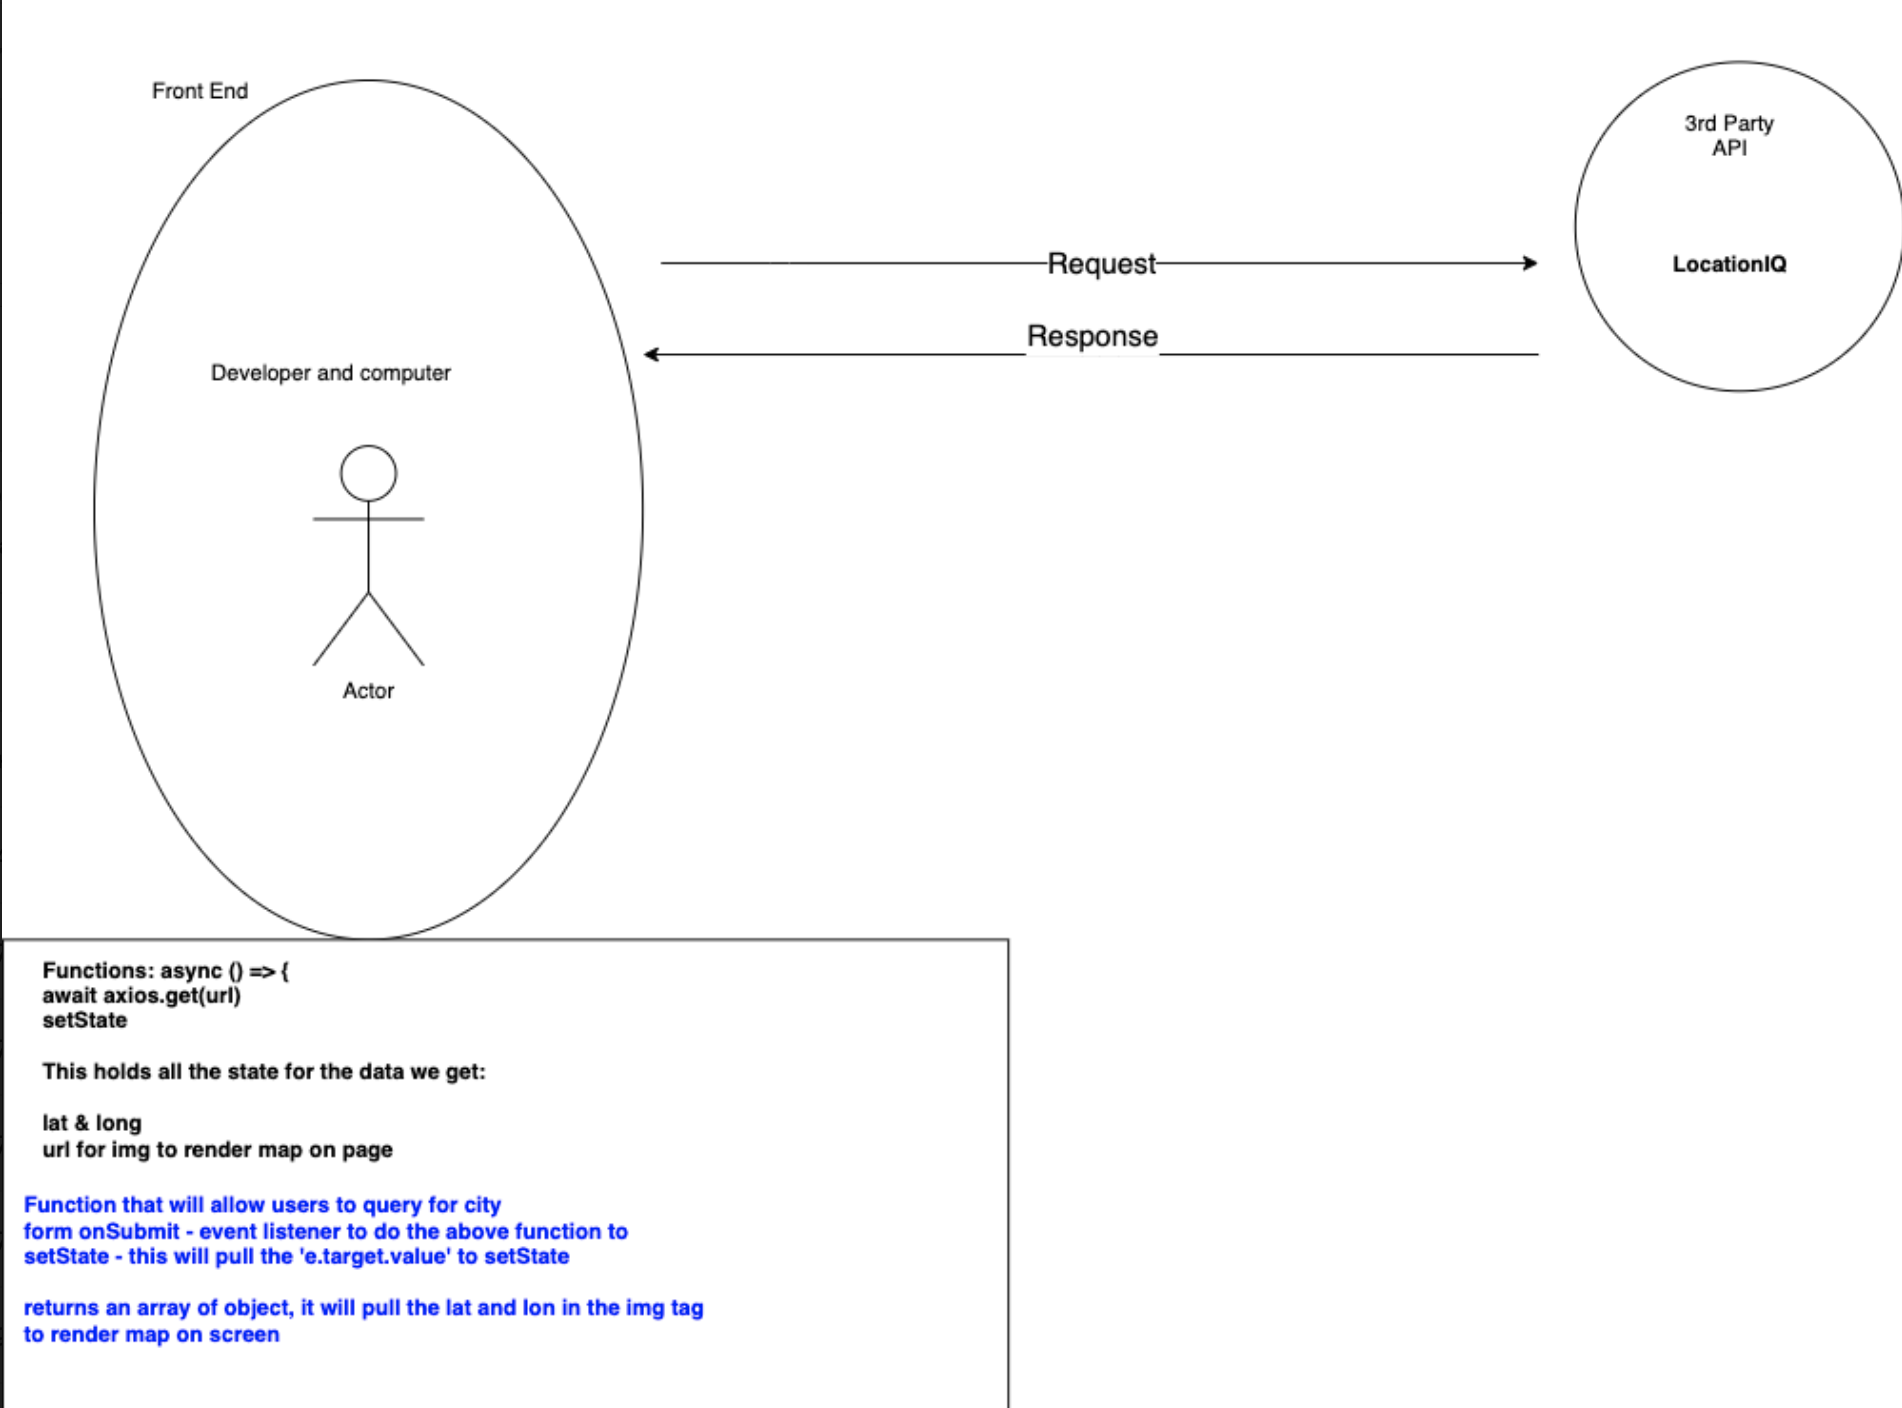 Front End
3rd Party
API
Request
LocationIQ
Response
Developer and computer
Actor
Functions: async () => {
await axios.get(url)
setState
This holds all the state for the data we get:
lat & long
url for img to render map on page
Function that will allow users to query for city
form onSubmit - event listener to do the above function to
setState - this will pull the 'e.target.value' to setState
returns an array of object, it will pull the lat and lon in the img tag
to render map on screen